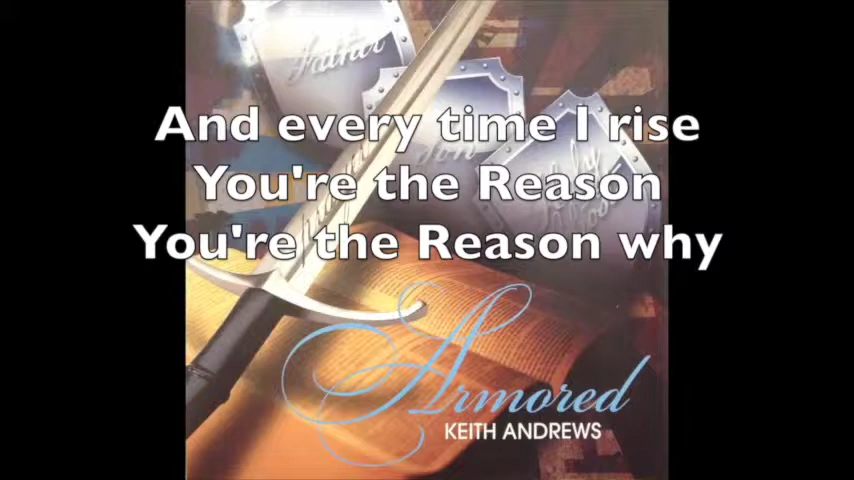 Father
And every time I rise
You're the Reason
You're the Reason why
Armored
KEITH ANDREWS